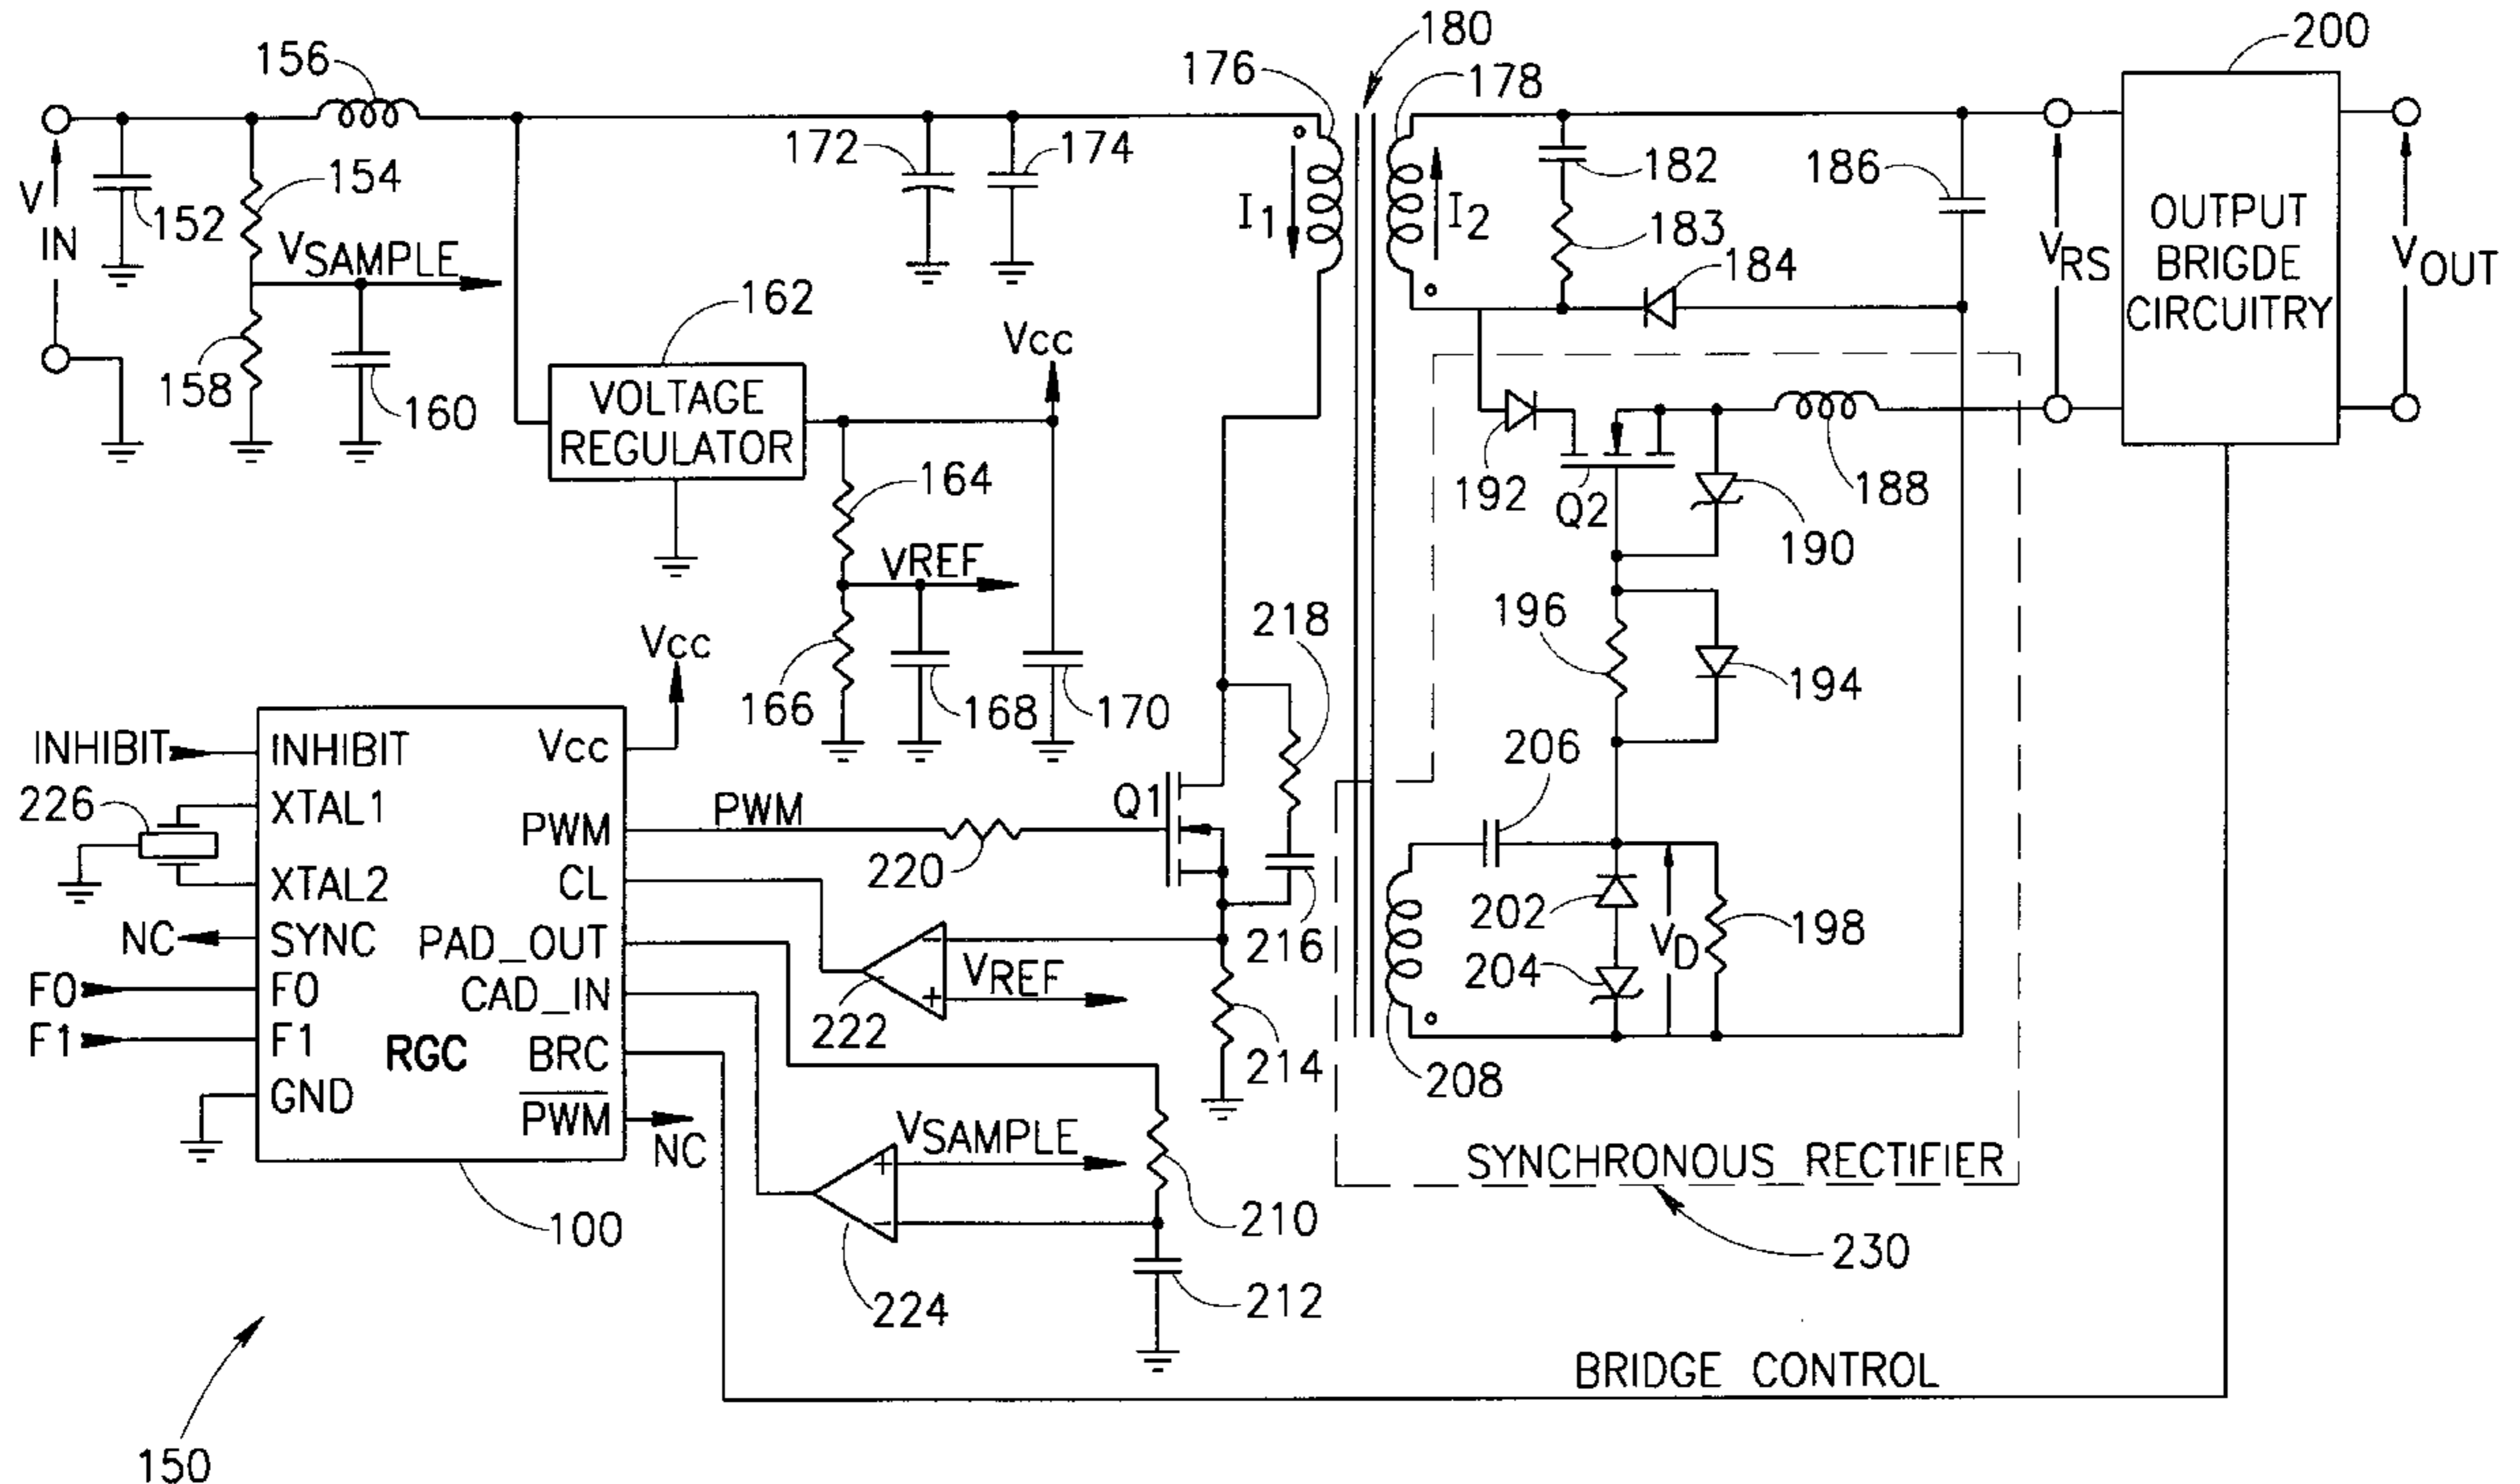 180
200
156
176
178
172
174
182
186
154
V
IN
152
I1
I2
183
184
VSAMPLE
OUTPUT
BRIGDE
CIRCUITRY
VRS
VOUT
162
Vcc
158
160
VOLTAGE
REGULATOR
192
Q2
188
164
190
VREF
218
196
194
Vcc
166
168
170
206
INHIBIT
INHIBIT
Vcc
226
XTAL1
PWM
PWM
Q1
220
XTAL2
CL
202
VD
198
NC
SYNC
PAD_OUT
216
204
VREF
F0
F0
CAD_IN
222
F1
F1
RGC
BRC
214
208
GND
PWM
NC
VSAMPLE
SYNCHRONOUS RECTIFIER
100
210
230
224
212
BRIDGE CONTROL
150
+
−
+
−